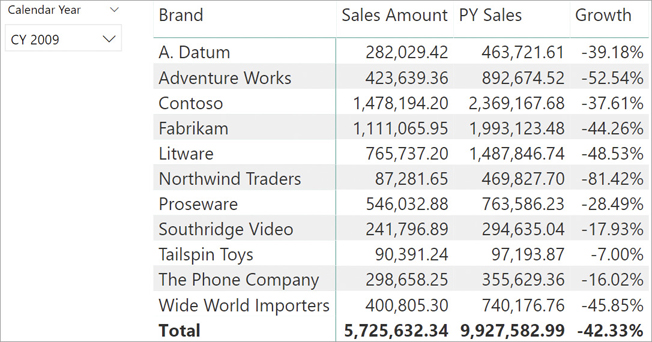 Calendar Year
CY 2009
Brand Sales Amount PY Sales Growth
A. Datum 282,029.42 463,721.61 -39.18%
Adventure Works 423,639.36 892,674.52 -52.54%
Contoso 1,478,194.20 2,369,167.68 -37.61%
Fabrikam 1,111,065.95 1,993,123.48 -44.26%
Litware 765,737.20 1,487,846.74 -48.53%
Northwind Traders 87,281.65 469,827.70 -81.42%
Proseware 546,032.88 763,586.23 -28.49%
Southridge Video 241,796.89 294,635.04 -17.93%
Tailspin Toys 90,391.24 97,193.87 -7.00%
The Phone Company 298,658.25 355,629.36 -16.02%
Wide World Importers 400,805.30 740,176.76 -45.85%
Total 5,725,632.34 9,927,582.99 -42.33%